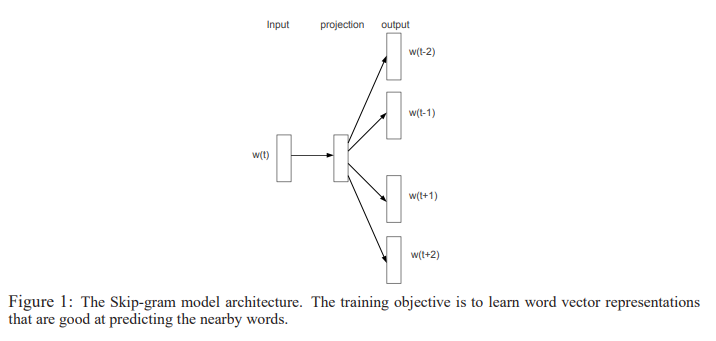 Input projection output
w(t-2)
w(t-1)
w(t)
w(t+1)
w(t+2)
Figure 1: The Skip-gram model architecture. The training objective is to learn word vector representations
that are good at predicting the nearby words.